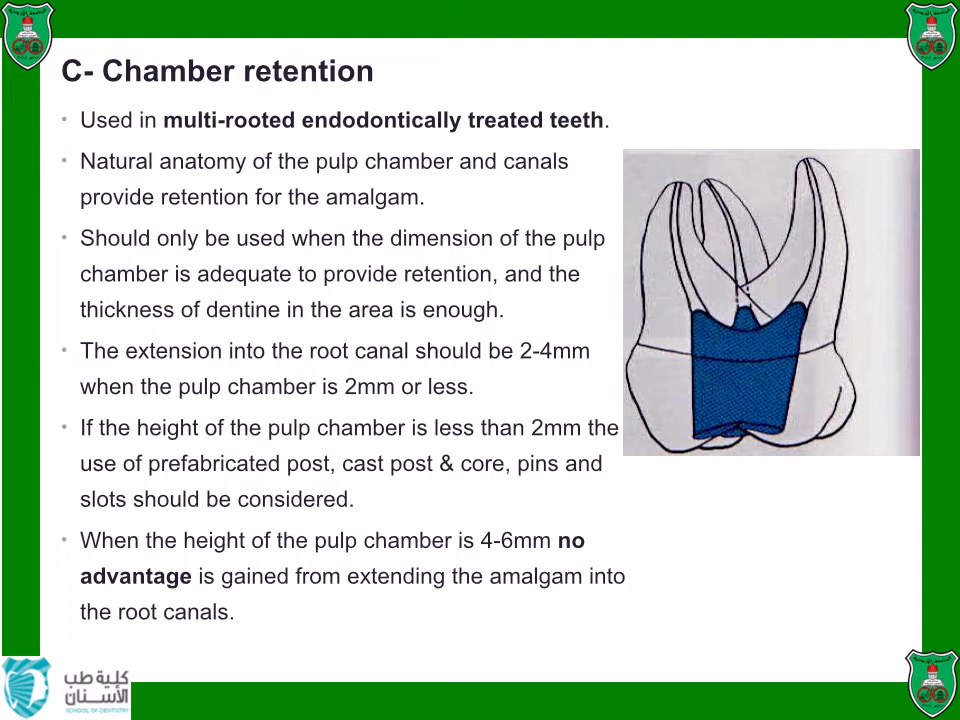 C- Chamber retention
• Used in multi-rooted endodontically treated teeth.
• Natural anatomy of the pulp chamber and canals
provide retention for the amalgam.
• Should only be used when the dimension of the pulp
chamber is adequate to provide retention, and the
thickness of dentine in the area is enough.
• The extension into the root canal should be 2-4mm
when the pulp chamber is 2mm or less.
• If the height of the pulp chamber is less than 2mm the
use of prefabricated post, cast post & core, pins and
slots should be considered.
• When the height of the pulp chamber is 4-6mm no
advantage is gained from extending the amalgam into
the root canals.
كلية طب
الأسنان
SCHOOL OF DENTISTRY